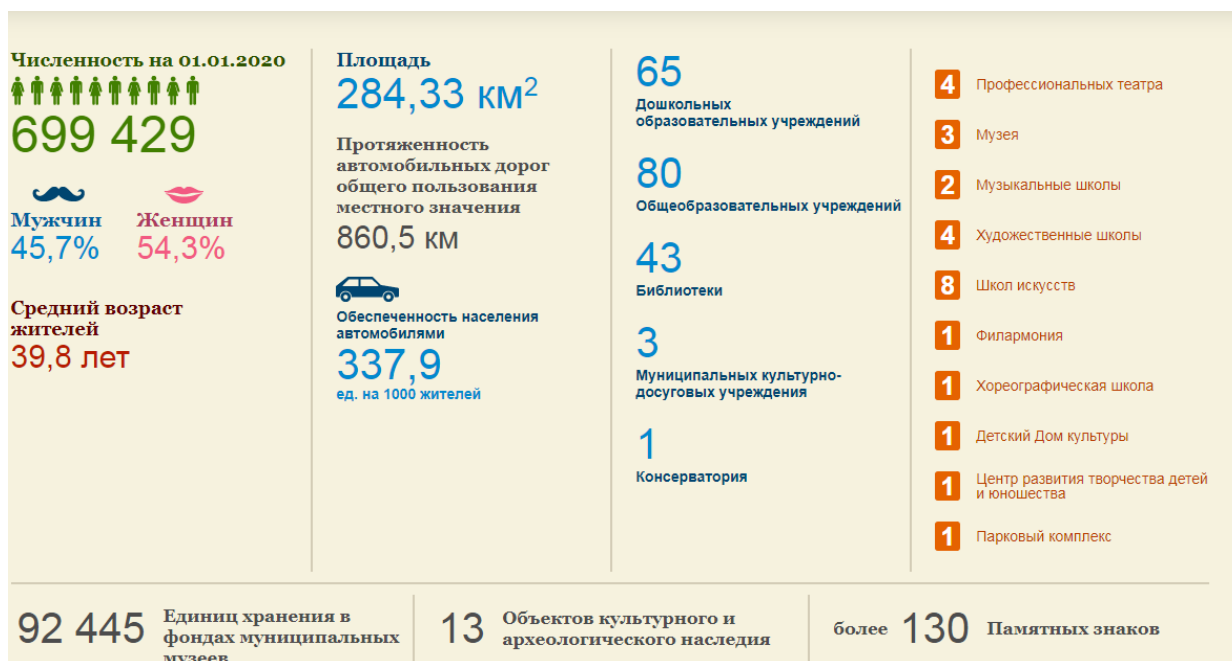 Численность на 01.01.2020
699 429
Мужчин
45,7%
Женщин
54,3%
Средний возраст
жителей
39,8 лет
Площадь
284,33 км²
Протяженность
автомобильных дорог
общего пользования
местного значения
860,5 км
Обеспеченность населения
автомобилями
337,9
ед. на 1000 жителей
65
Дошкольных
образовательных учреждений
80
Общеобразовательных учреждений
43
Библиотеки
3
Муниципальных культурно-
досуговых учреждения
1
Консерватория
4 Профессиональных театра
3 Музея
2 Музыкальные школы
4 Художественные школы
8 Школ искусств
1 Филармония
1 Хореографическая школа
1 Детский Дом культуры
1 Центр развития творчества детей
и юношества
1 Парковый комплекс
92 445 Единиц хранения в
фондах муниципальных
музеев
13 Объектов культурного и
археологического наследия
более 130 Памятных знаков